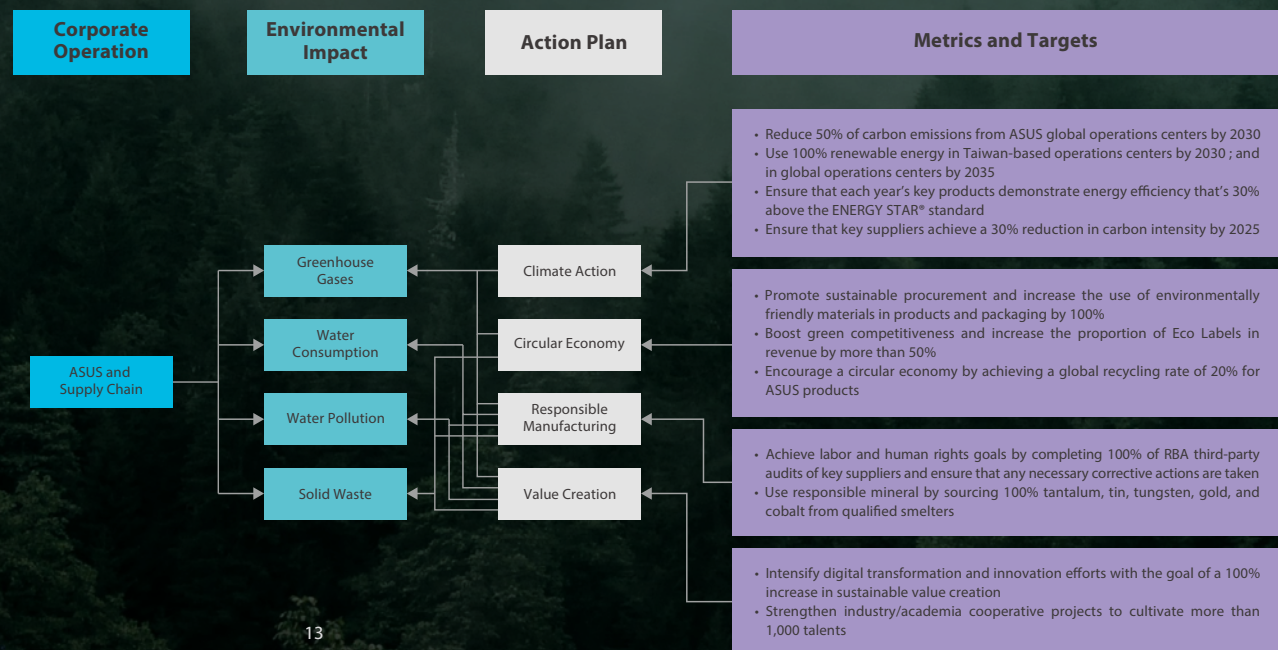 Corporate
Operation
Environmental
Impact
Action Plan
Metrics and Targets
ASUS and
Supply Chain
Greenhouse
Gases
Water
Consumption
Water Pollution
Solid Waste
Climate Action
Circular Economy
Responsible
Manufacturing
Value Creation
• Reduce 50% of carbon emissions from ASUS global operations centers by 2030
• Use 100% renewable energy in Taiwan-based operations centers by 2030 ; and
in global operations centers by 2035
• Ensure that each year's key products demonstrate energy efficiency that's 30%
above the ENERGY STAR® standard
• Ensure that key suppliers achieve a 30% reduction in carbon intensity by 2025
• Promote sustainable procurement and increase the use of environmentally
friendly materials in products and packaging by 100%
• Boost green competitiveness and increase the proportion of Eco Labels in
revenue by more than 50%
• Encourage a circular economy by achieving a global recycling rate of 20% for
ASUS products
• Achieve labor and human rights goals by completing 100% of RBA third-party
audits of key suppliers and ensure that any necessary corrective actions are taken
• Use responsible mineral by sourcing 100% tantalum, tin, tungsten, gold, and
cobalt from qualified smelters
• Intensify digital transformation and innovation efforts with the goal of a 100%
increase in sustainable value creation
• Strengthen industry/academia cooperative projects to cultivate more than
1,000 talents
13